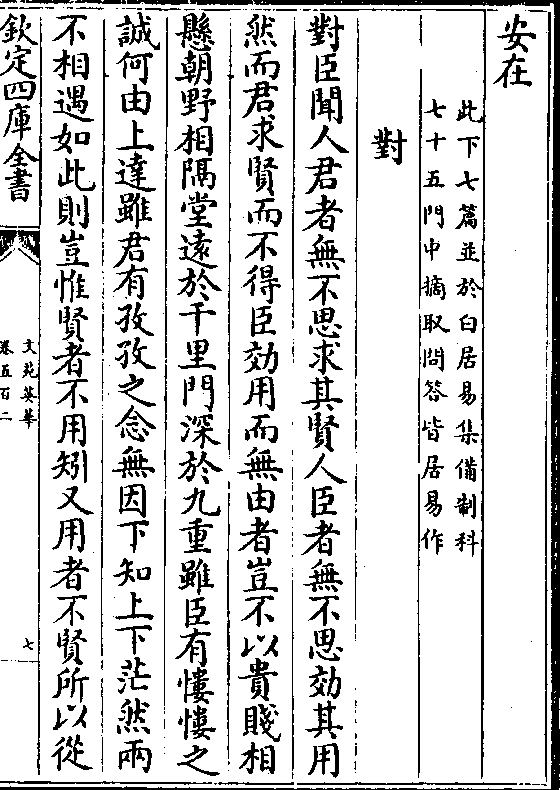 安在
此下七篇並於白居易集備制科
七十五門中摘取問答皆居易作
對
對臣聞人君者無不思求其賢人臣者無不思効其用
然而君求賢而不得臣効用而無由者豈不以貴賤相
懸朝野相隔堂遠於千里門深於九重雖臣有慺慺之
誠何由上達雖君有孜孜之念無因下知上下茫然兩
不相遇如此則豈惟賢者不用矧又用者不賢所以從
欽定四庫全書
文苑英華
卷五百二
七